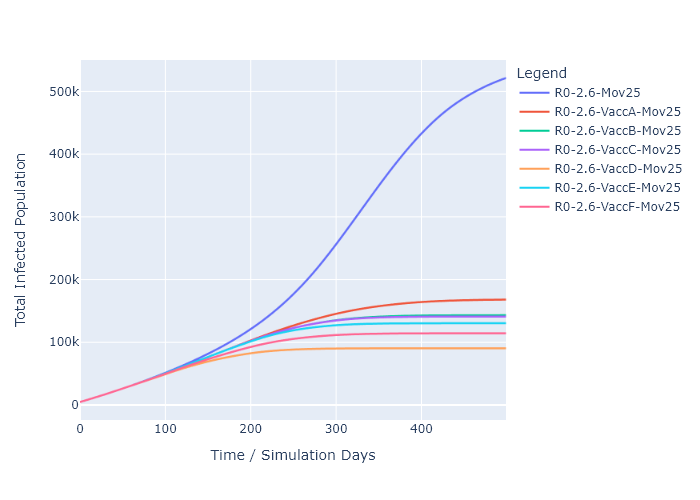 Legend
R0-2.6-Mov25
R0-2.6-VaccA-Mov25
R0-2.6-VaccB-Mov25
R0-2.6-VaccC-Mov25
R0-2.6-VaccD-Mov25
R0-2.6-VaccE-Mov25
R0-2.6-VaccF-Mov25
Total Infected Population
500k
400k
300k
200k
100k
0
0 100 200 300 400
Time / Simulation Days